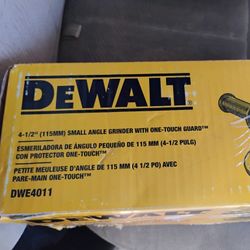 DEWALT®
4-1/2" (115MM) SMALL ANGLE GRINDER WITH ONE-TOUCH GUARD™
ESMERILADORA DE ÁNGULO PEQUEÑO DE 115 MM (4-1/2 PULG)
CON PROTECTOR ONE-TOUCH™
PETITE MEULEUSE D'ANGLE DE 115 MM (4 1/2 PO) AVEC
PARE-MAIN ONE-TOUCH™
DWE4011